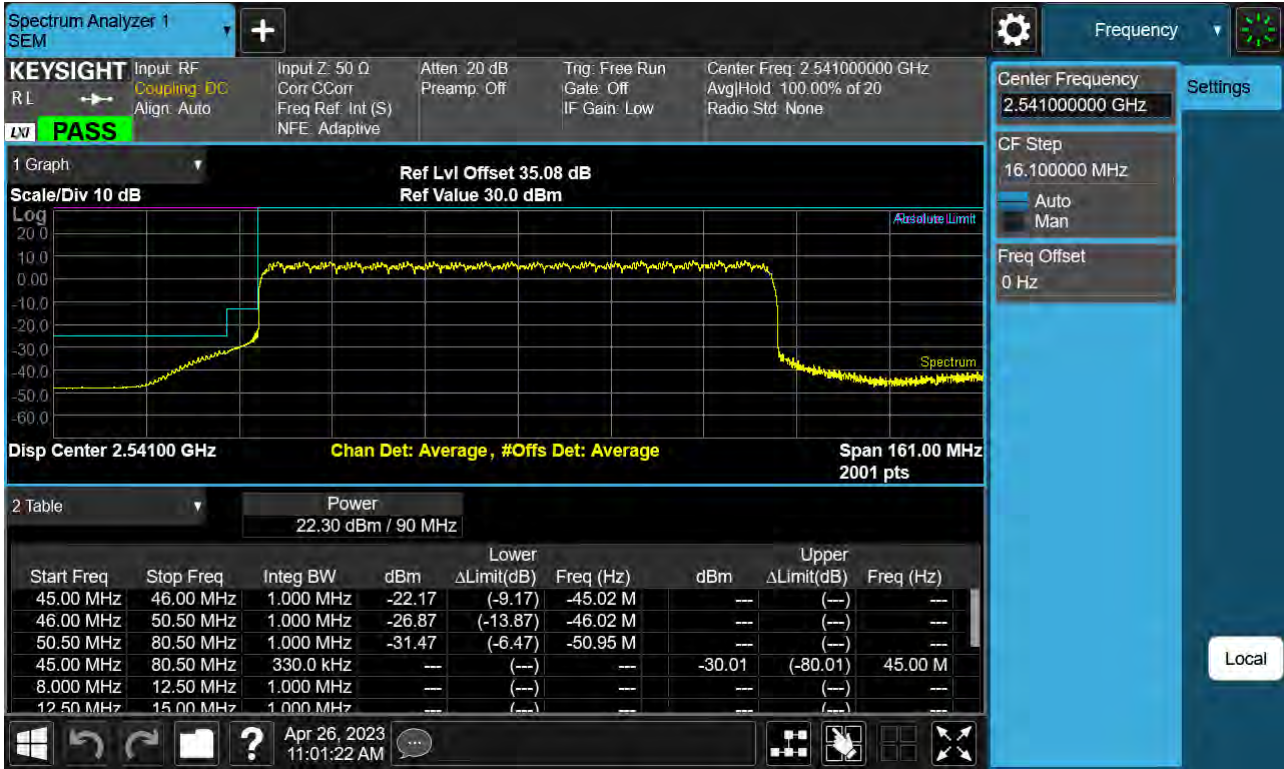 Spectrum Analyzer 1
SEM
+
Frequency
KEYSIGHT
Input: RF
Coupling: DC
Align: Auto
Input Z: 50 Ω
Corr CCorr
Freq Ref: Int (S)
NFE: Adaptive
Atten: 20 dB
Preamp: Off
Trig: Free Run
Gate: Off
IF Gain: Low
Center Freq: 2.541000000 GHz
Avg|Hold: 100.00% of 20
Radio Std: None
R L
LXI
PASS
Center Frequency
2.541000000 GHz
Settings
CF Step
16.100000 MHz
Auto
Man
Freq Offset
0 Hz
Local
1 Graph
Scale/Div 10 dB
Ref Lvl Offset 35.08 dB
Ref Value 30.0 dBm
Log
20.0
10.0
0.00
-10.0
-20.0
-30.0
-40.0
-50.0
-60.0
Limit
Spectrum
Disp Center 2.54100 GHz
Chan Det: Average, #Offs Det: Average
Span 161.00 MHz
2001 pts
2 Table
Power
22.30 dBm / 90 MHz
Lower Upper
Start Freq Stop Freq Integ BW dBm ΔLimit(dB) Freq (Hz) dBm ΔLimit(dB) Freq (Hz)
45.00 MHz 46.00 MHz 1.000 MHz -22.17 (-9.17) -45.02 M --- (---) ---
46.00 MHz 50.50 MHz 1.000 MHz -26.87 (-13.87) -46.02 M --- (---) ---
50.50 MHz 80.50 MHz 1.000 MHz -31.47 (-6.47) -50.95 M --- (---) ---
45.00 MHz 80.50 MHz 330.0 kHz --- (---) --- -30.01 (-80.01) 45.00 M
8.000 MHz 12.50 MHz 1.000 MHz --- (---) --- --- (---) ---
12.50 MHz 15.00 MHz 1.000 MHz --- (---) --- --- (---) ---
?
Apr 26, 2023
11:01:22 AM